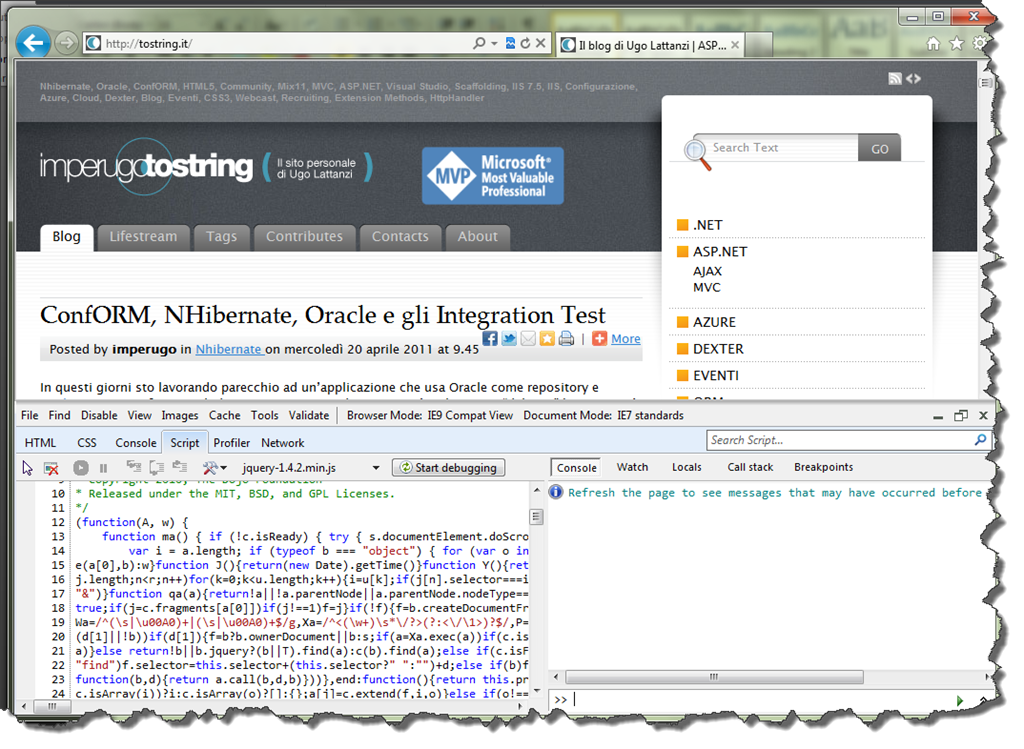 http://tostring.it/
Il blog di Ugo Lattanzi | ASP...
Nhibernate, Oracle, ConfORM, HTML5, Community, Mix11, MVC, ASP.NET, Visual Studio, Scaffolding, IIS 7.5, IIS, Configurazione,
Azure, Cloud, Dexter, Blog, Eventi, CSS3, Webcast, Recruiting, Extension Methods, HttpHandler
imperugotostring
Il sito personale
di Ugo Lattanzi
MVP
Microsoft®
Most Valuable
Professional
Search Text
GO
Blog
Lifestream
Tags
Contributes
Contacts
About
.NET
ASP.NET
AJAX
MVC
AZURE
DEXTER
EVENTI
ORM
ConfORM, NHibernate, Oracle e gli Integration Test
Posted by imperugo in Nhibernate on mercoledì 20 aprile 2011 at 9.45
| More
In questi giorni sto lavorando parecchio ad un'applicazione che usa Oracle come repository e
File Find Disable View Images Cache Tools Validate | Browser Mode: IE9 Compat View Document Mode: IE7 standards
HTML CSS Console Script Profiler Network
Search Script...
jquery-1.4.2.min.js
Start debugging
Console Watch Locals Call stack Breakpoints
Refresh the page to see messages that may have occurred before
9 * Copyright 2010, The Dojo Foundation
10 * Released under the MIT, BSD, and GPL Licenses.
11 */
12 (function(A, w) {
13 function ma() { if (!c.isReady) { try { s.documentElement.doScro
14 var i = a.length; if (typeof b === "object") { for (var o in
15 e(a[0],b):w}function J(){return(new Date).getTime()}function Y(){ret
16 j.length;n<r;n++)for(k=0;k<u.length;k++){i=u[k];if(j[n].selector===i
17 "&")}function qa(a){return!a||!a.parentNode||a.parentNode.nodeType==
18 true;if(j=c.fragments[a[0]])if(j!==1)f=j}if(!f){f=b.createDocumentFr
19 Wa=/^(\s|\u00A0)+|(\s|\u00A0)+$/g,Xa=/^<(\w+)\s*\/?>(?:<\/\1>)?$/,P=
20 (d[1]||!b))if(d[1]){f=b?b.ownerDocument||b:s;if(a=Xa.exec(a))if(c.is
21 a)}else return!b||b.jquery?(b||T).find(a):c(b).find(a);else if(c.isF
22 "find")f.selector=this.selector+(this.selector?" ":"")+d;else if(b)f
23 function(b,d){return a.call(b,d,b)}))},end:function(){return this.pr
24 c.isArray(i))?i:c.isArray(o)?[]:{};a[j]=c.extend(f,i,o)}else if(o!==
>>